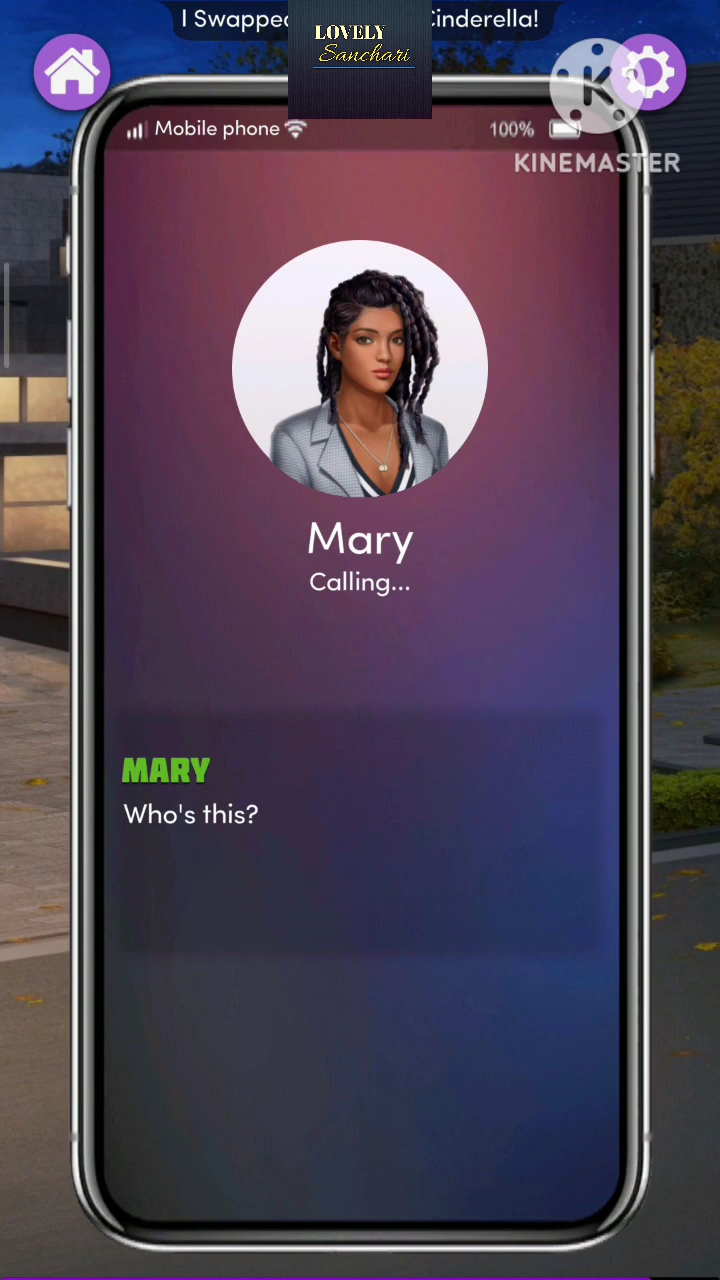 I Swapped Cinderella!
LOVELY
Sanchari
Mobile phone 100%
K
KINEMASTER
Mary
Calling...
MARY
Who's this?